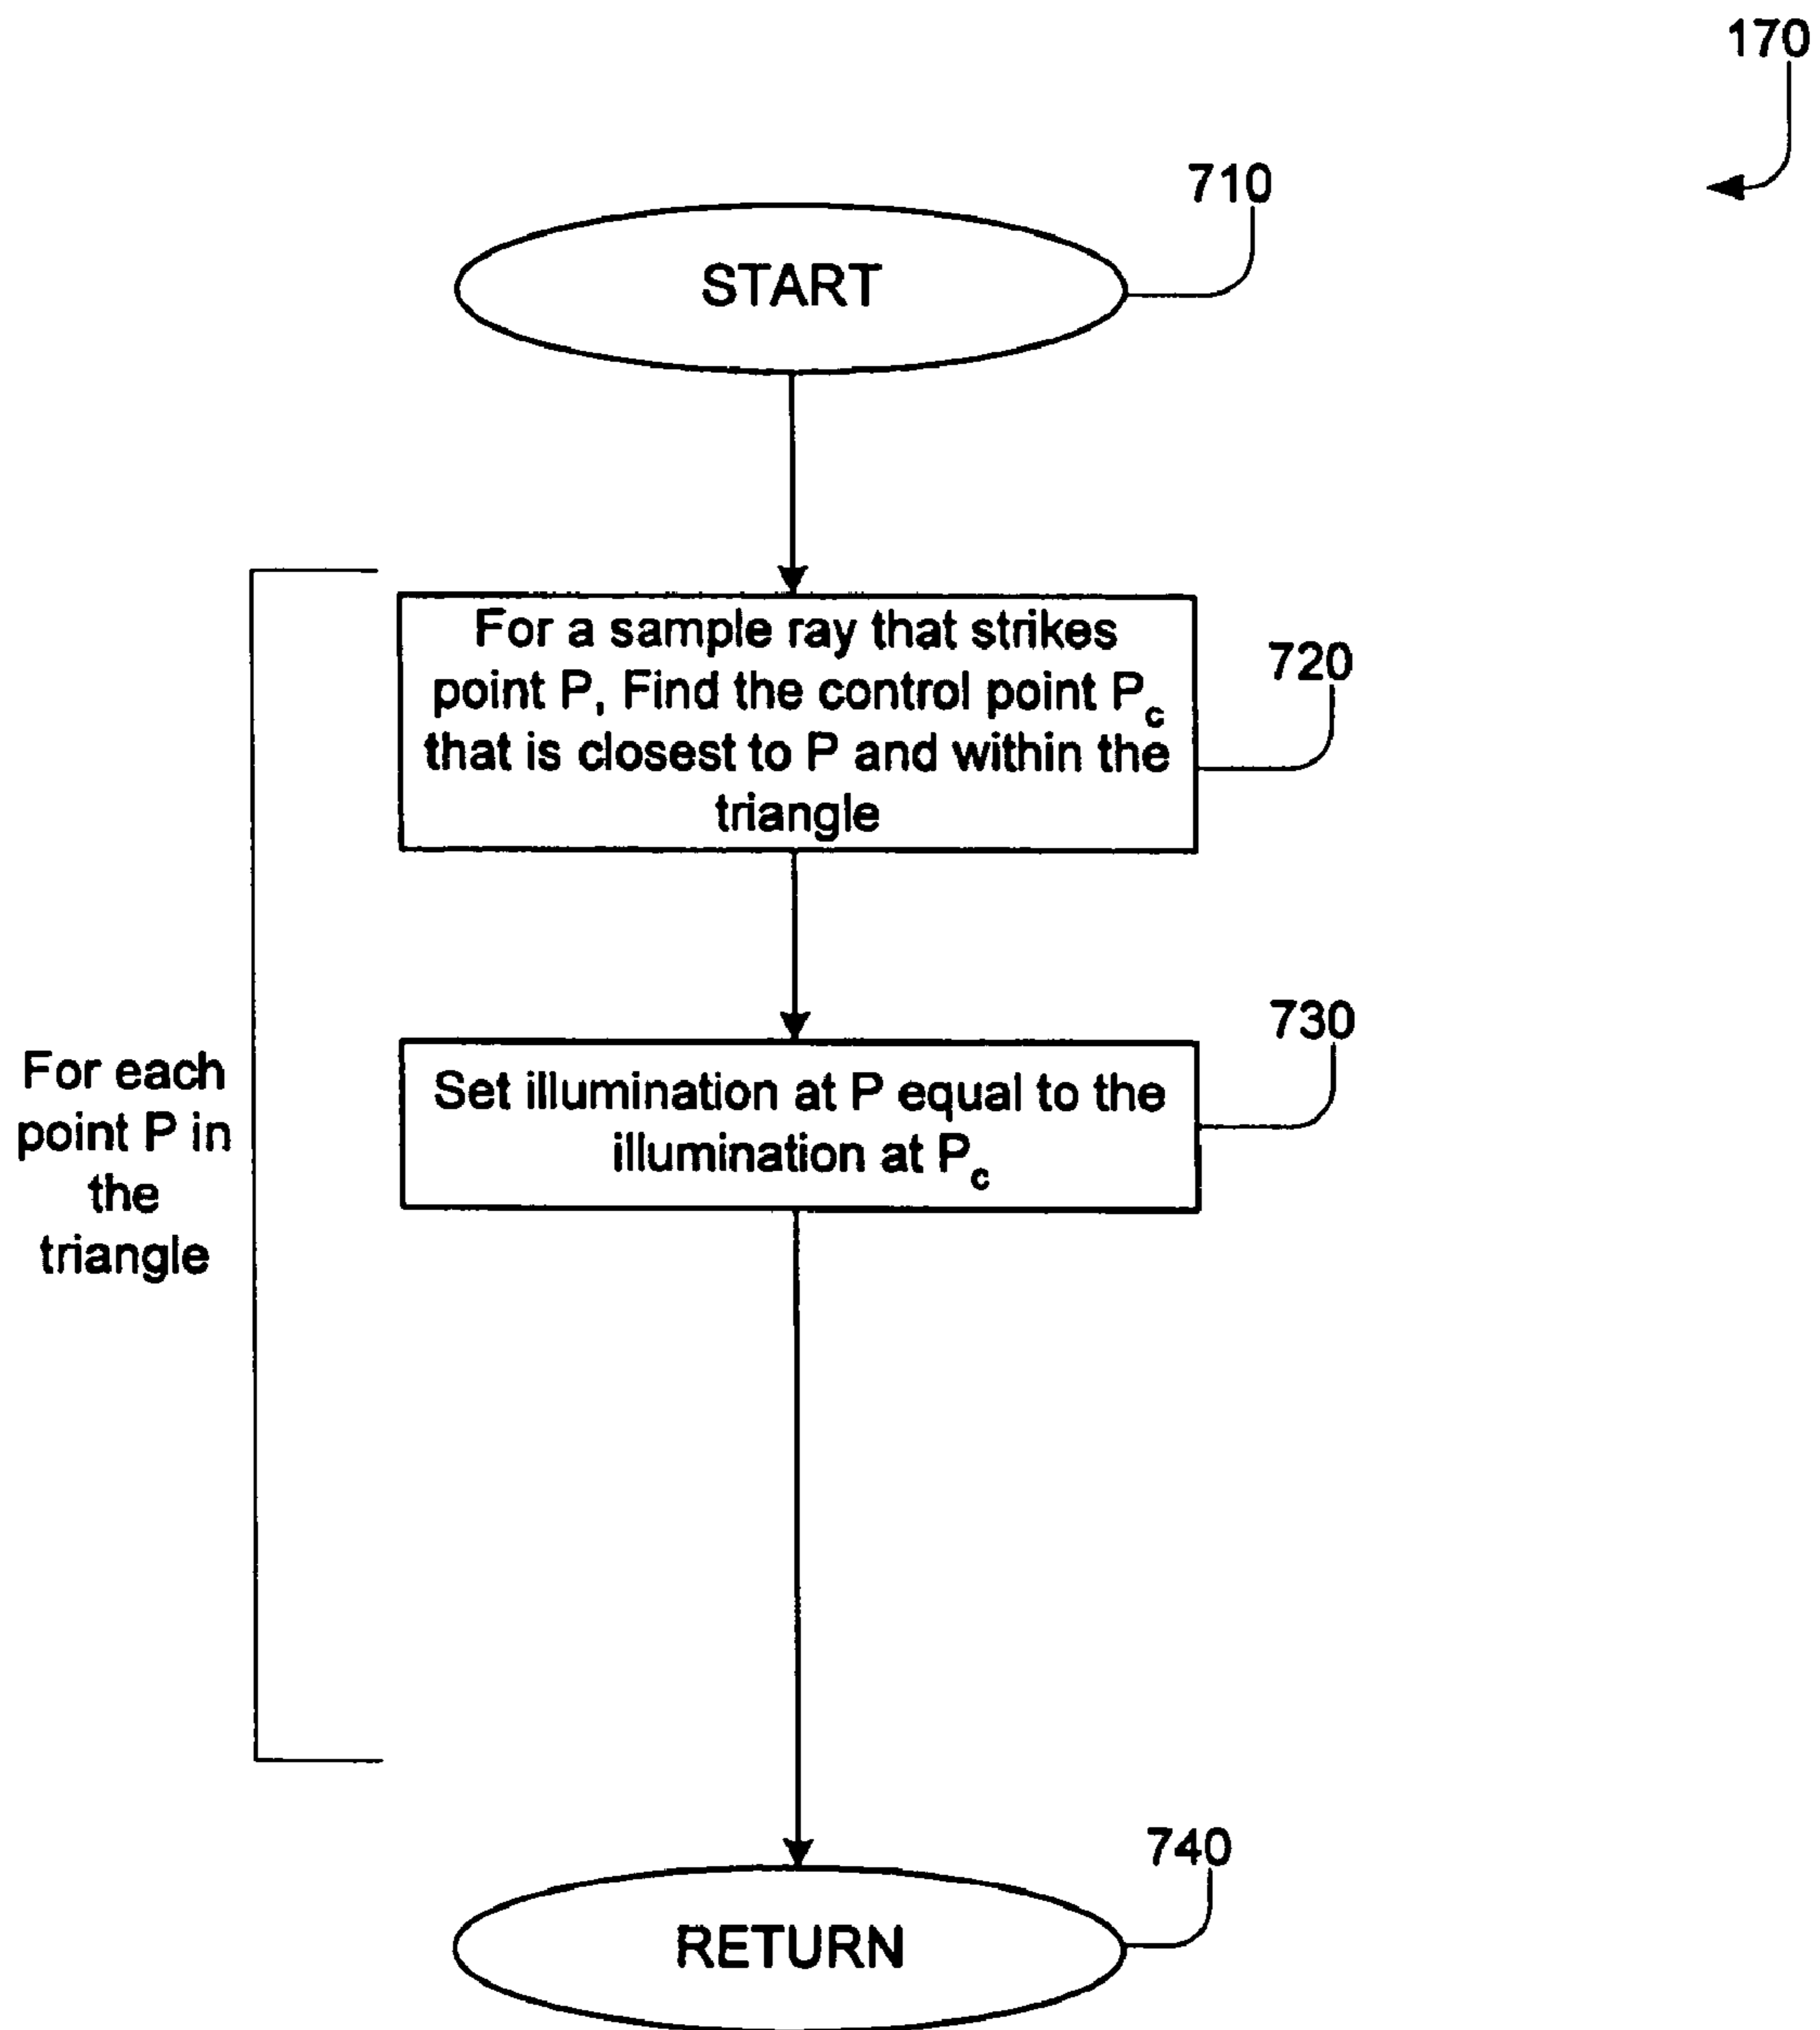 170
710
START
For a sample ray that strikes
point P, Find the control point Pc
that is closest to P and within the
triangle
720
For each
point P in
the
triangle
730
Set illumination at P equal to the
illumination at Pc
740
RETURN